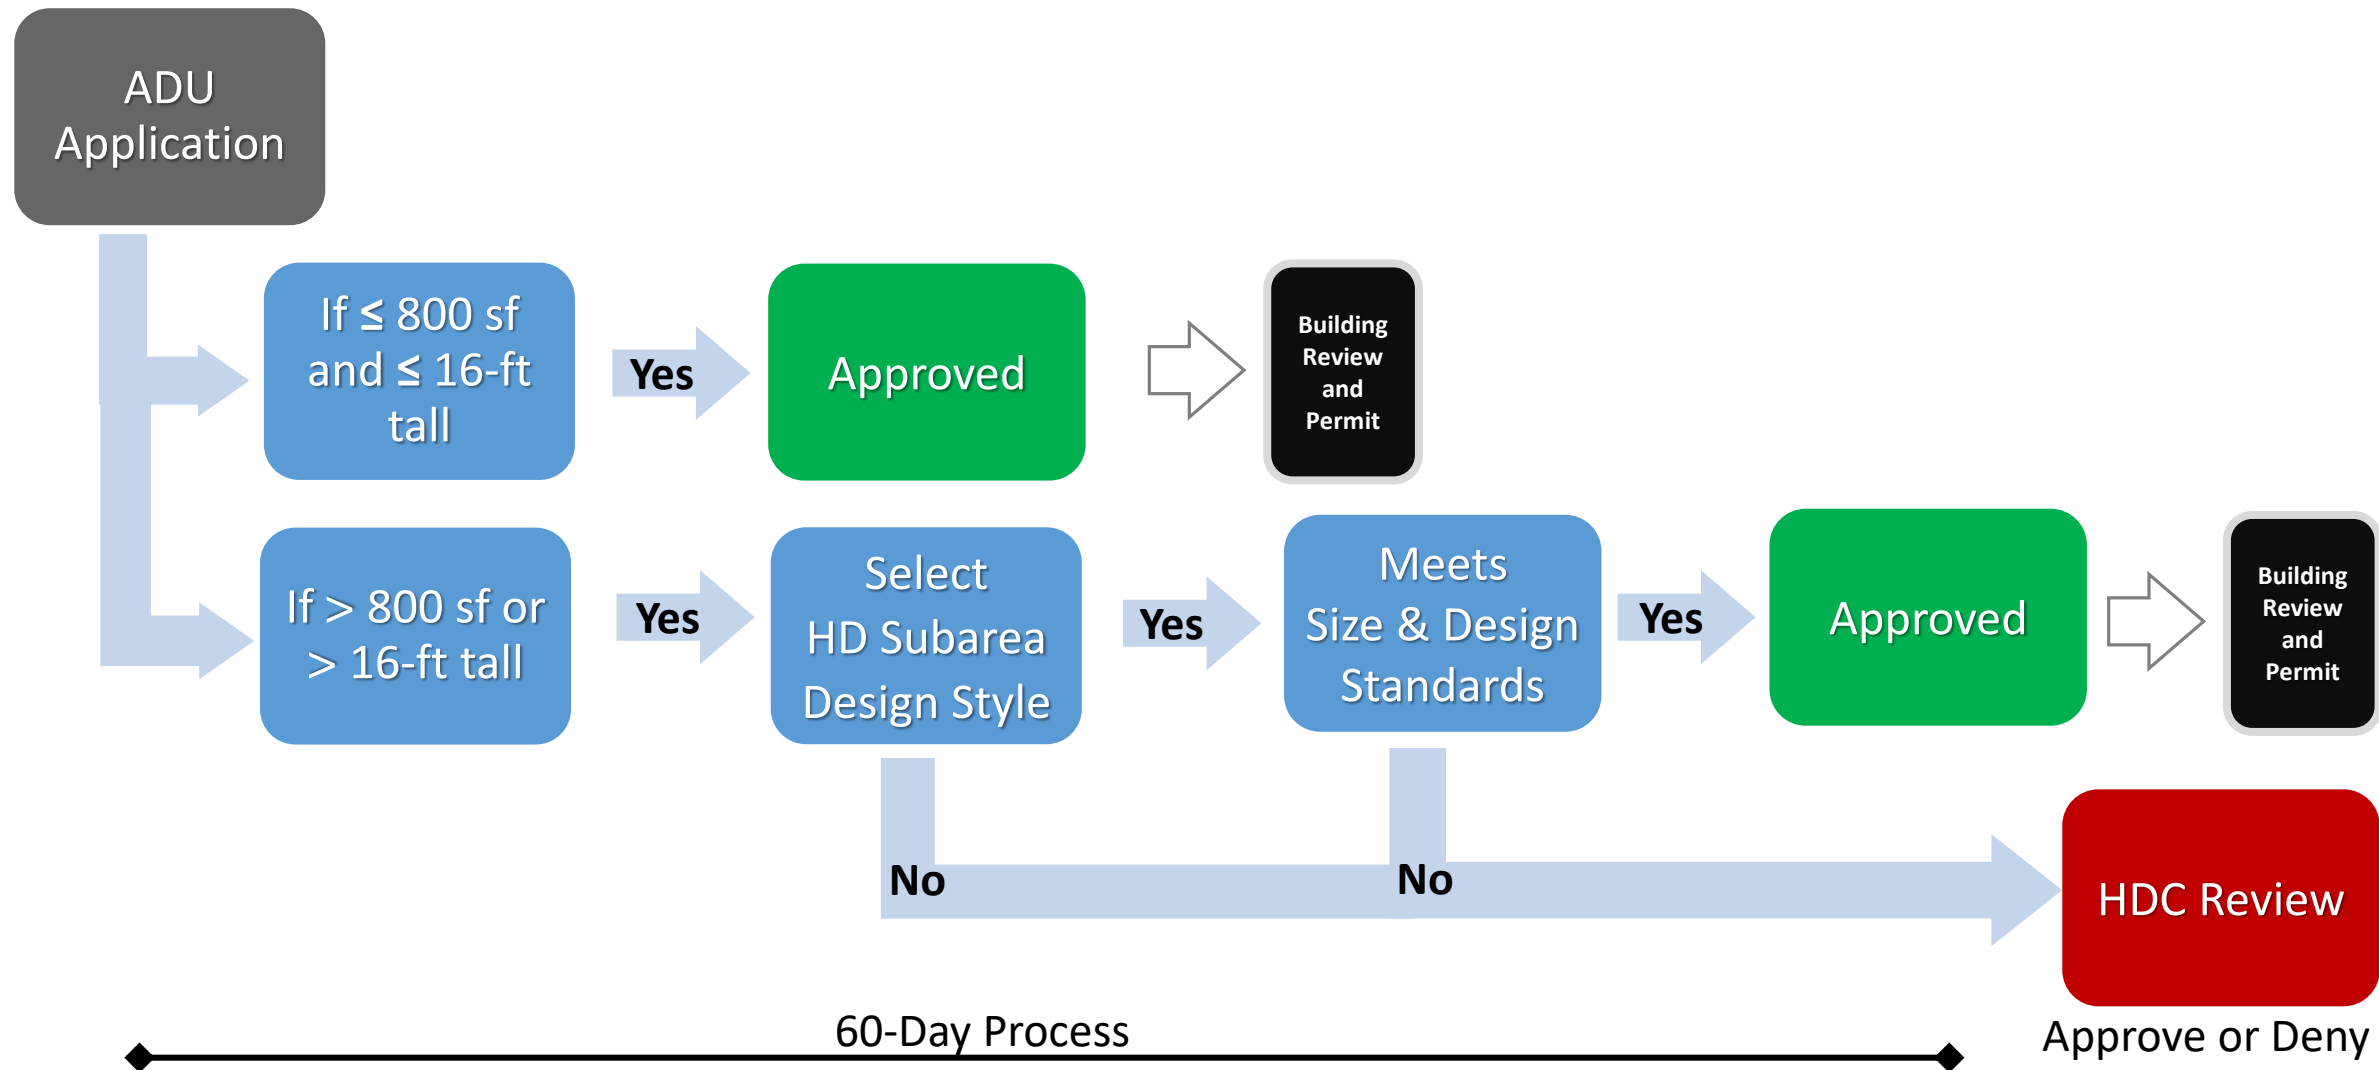 ADU
Application
If ≤ 800 sf
and ≤ 16-ft
tall
Yes
Approved
Building
Review
and
Permit
If > 800 sf or
> 16-ft tall
Yes
Select
HD Subarea
Design Style
Yes
Meets
Size & Design
Standards
Yes
Approved
Building
Review
and
Permit
No
No
HDC Review
60-Day Process
Approve or Deny